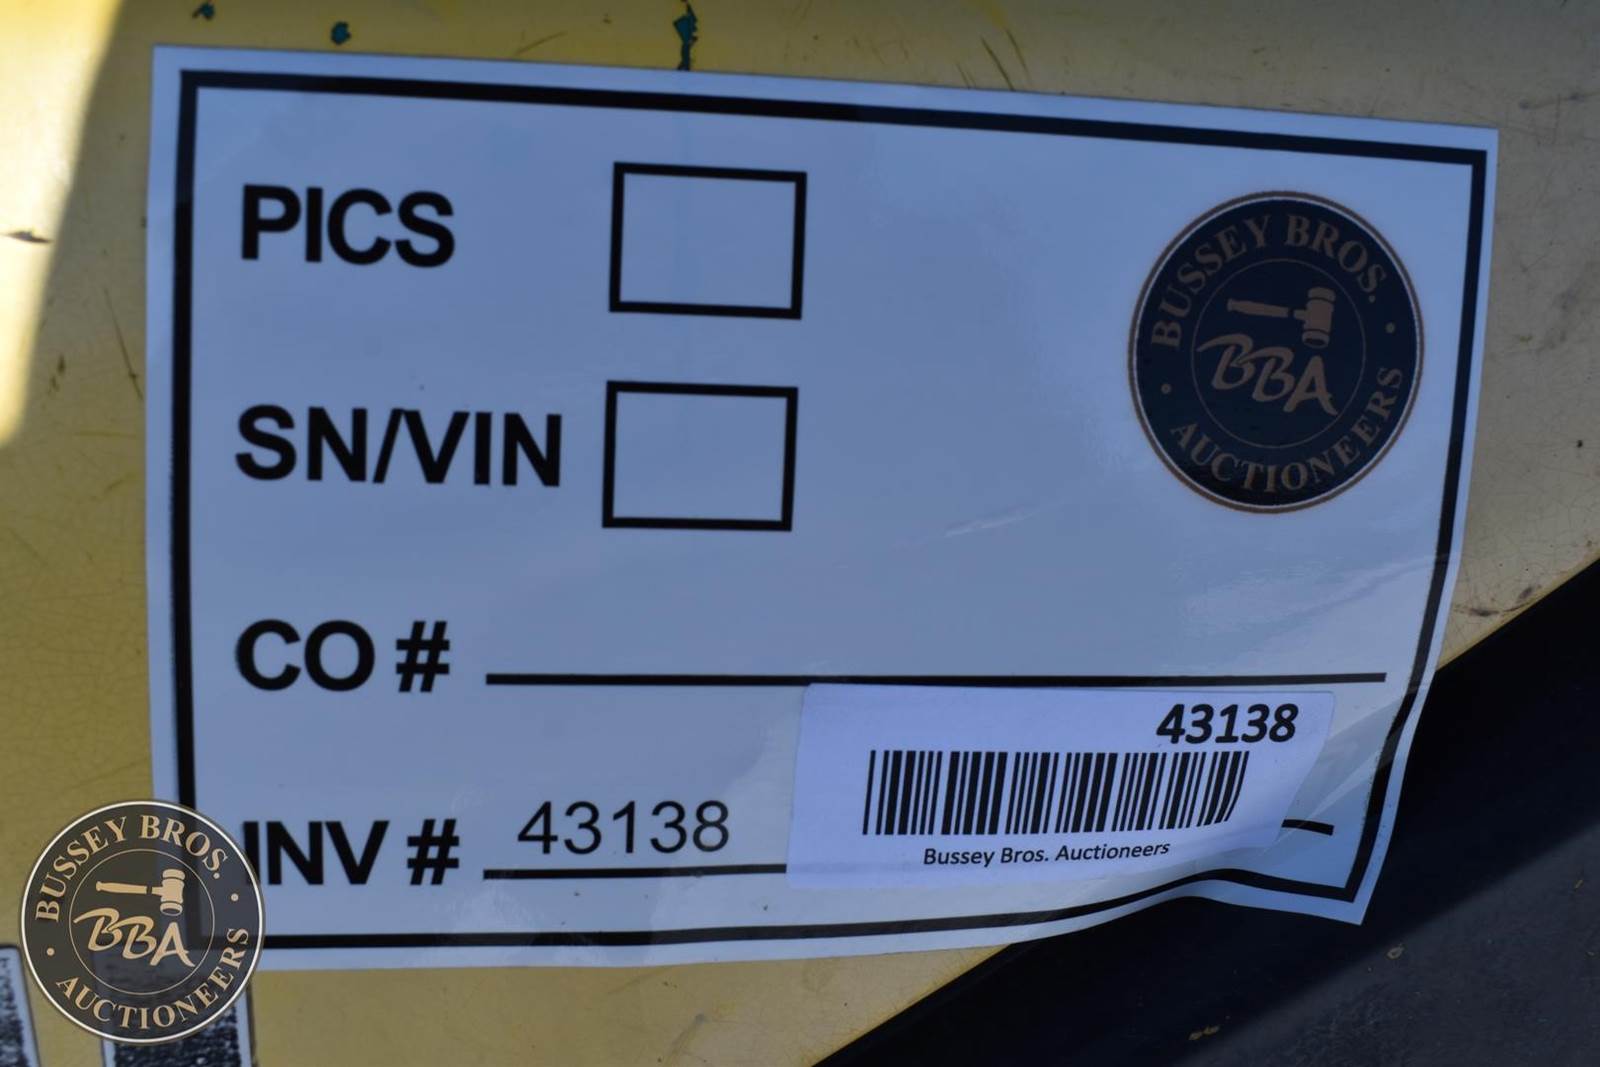 PICS
BUSSEY BROS.
BBA
AUCTIONEERS
SN/VIN
CO #
43138
INV # 43138
Bussey Bros. Auctioneers
BUSSEY BROS.
BBA
AUCTIONEERS